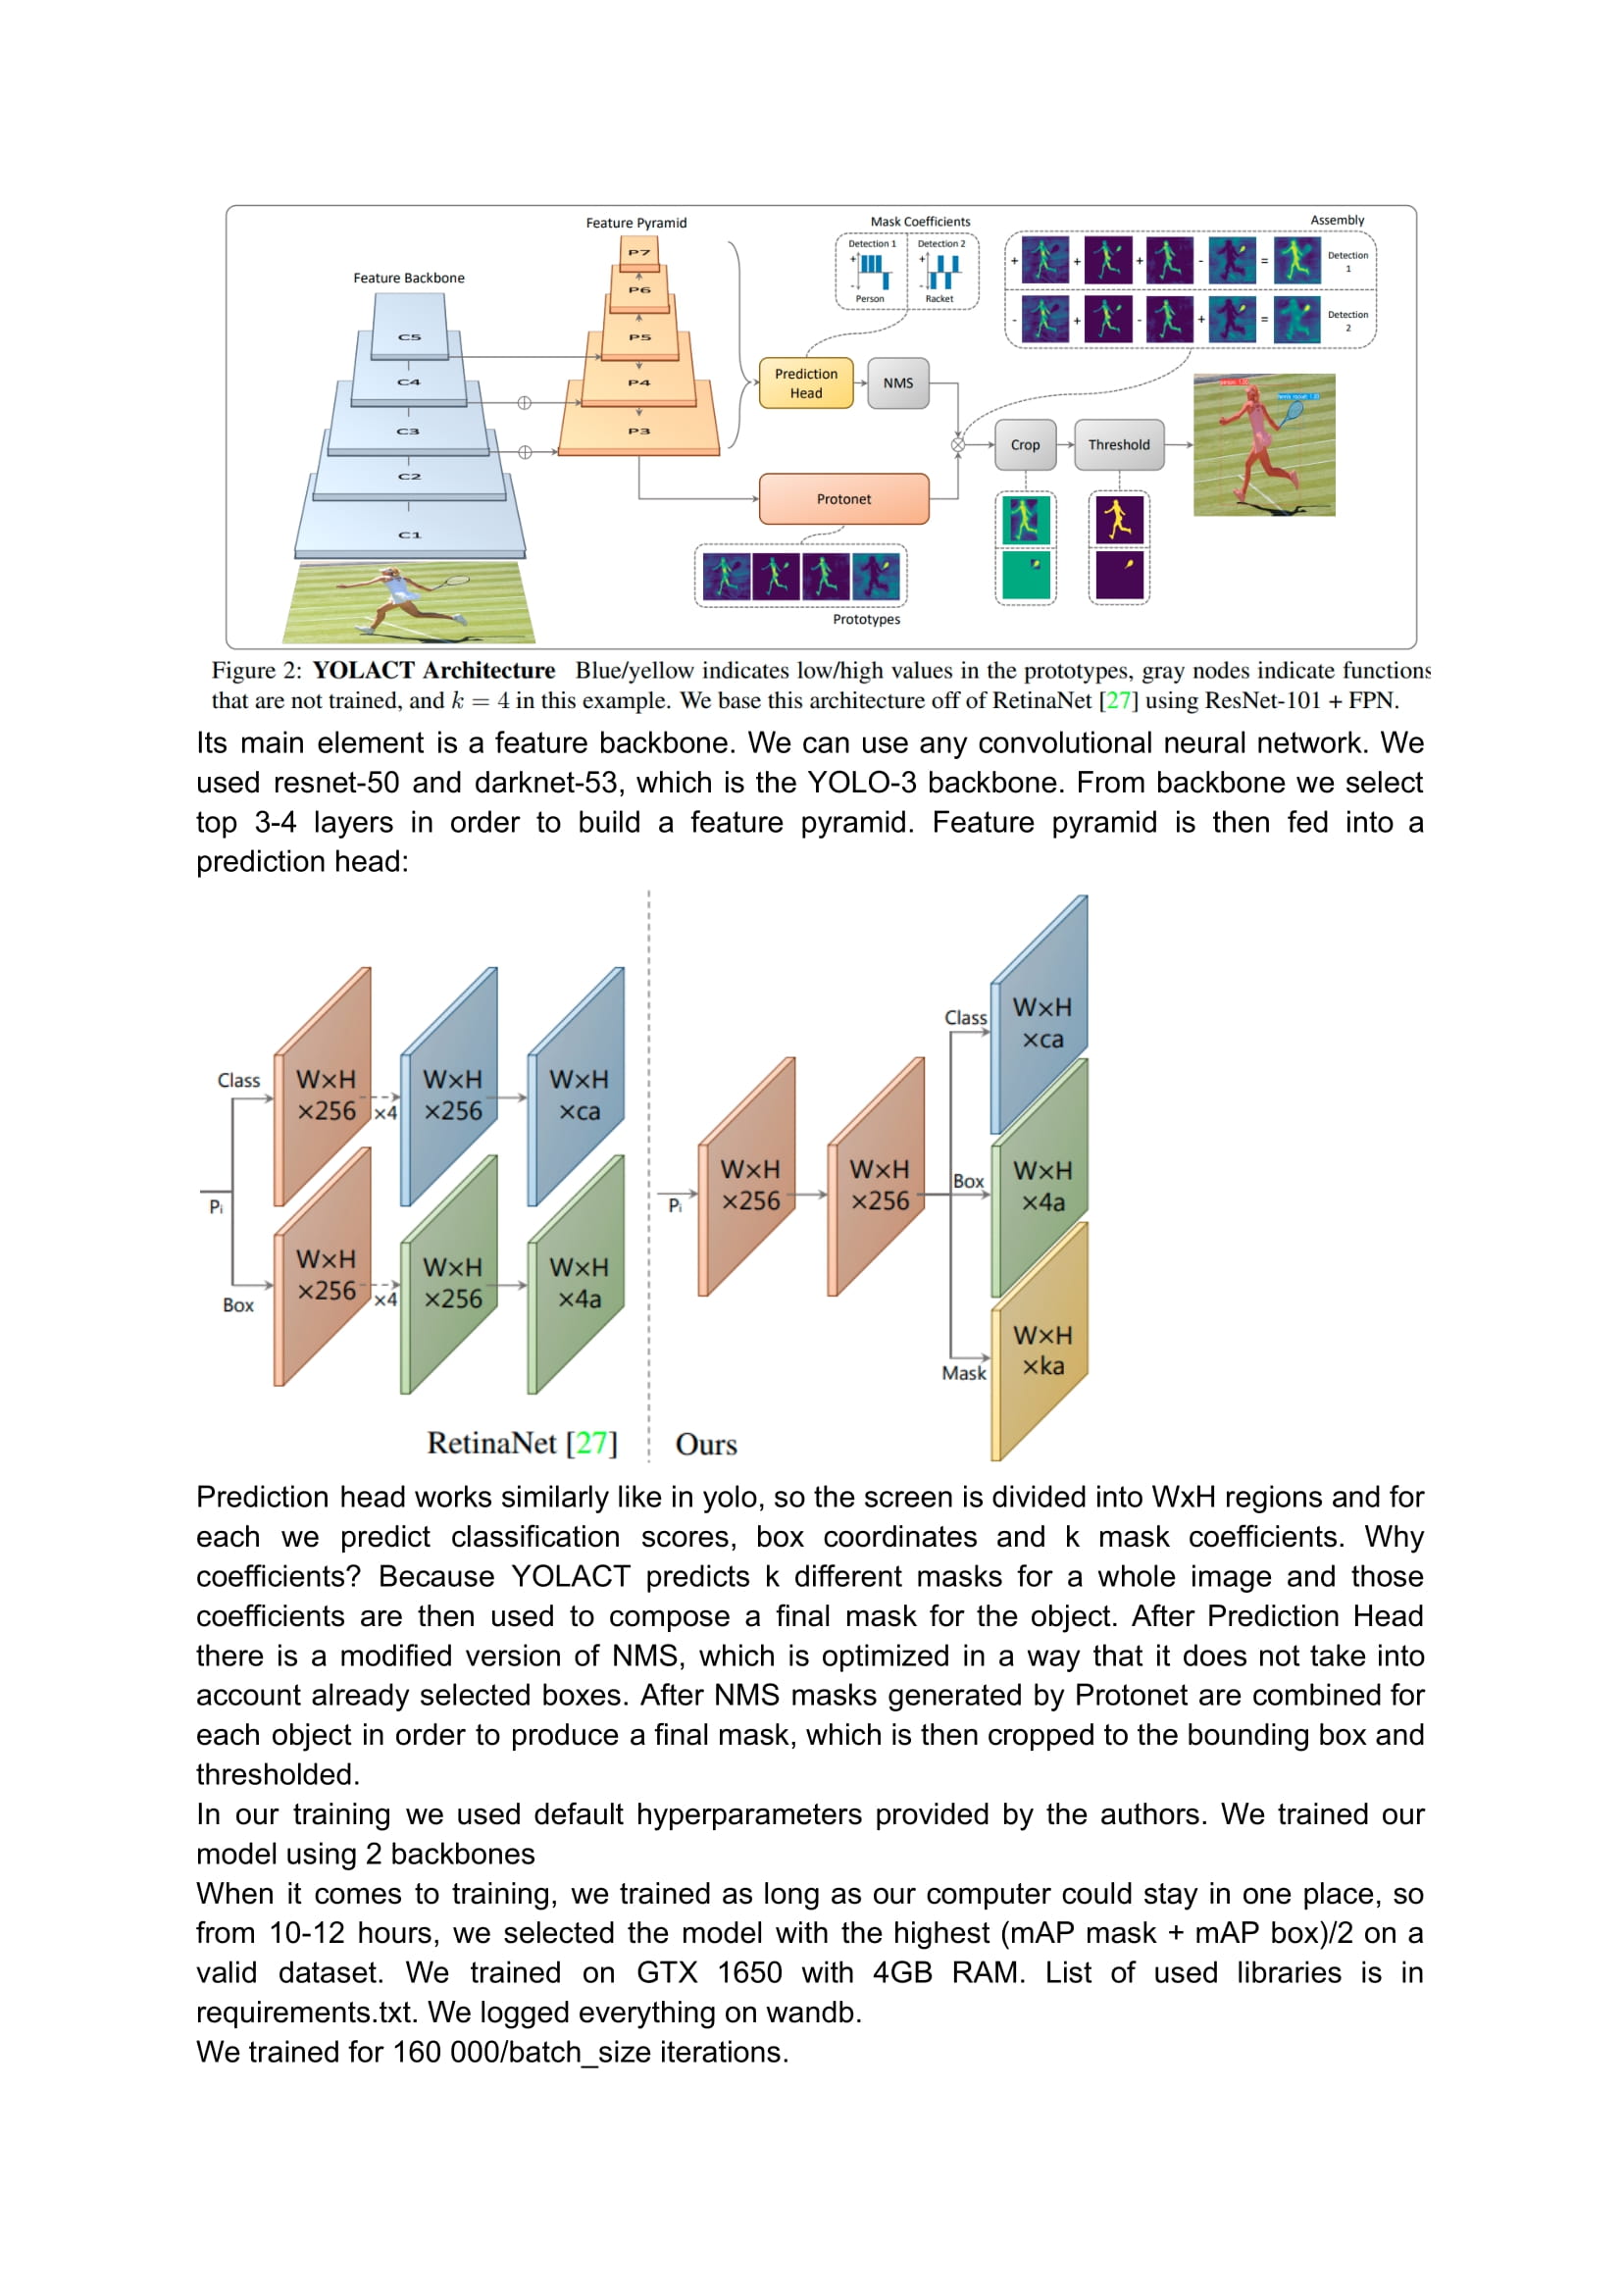 Feature Pyramid
Mask Coefficients
Assembly
Detection 1
Detection 2
Person
Racket
Detection
1
Detection
2
Feature Backbone
P7
P6
P5
P4
P3
C5
C4
C3
C2
C1
Prediction
Head
NMS
Crop
Threshold
Protonet
Prototypes
Figure 2: YOLACT Architecture Blue/yellow indicates low/high values in the prototypes, gray nodes indicate functions
that are not trained, and k = 4 in this example. We base this architecture off of RetinaNet [27] using ResNet-101 + FPN.
Its main element is a feature backbone. We can use any convolutional neural network. We
used resnet-50 and darknet-53, which is the YOLO-3 backbone. From backbone we select
top 3-4 layers in order to build a feature pyramid. Feature pyramid is then fed into a
prediction head:
Class
W×H
×256
×4
W×H
×256
W×H
×ca
Pi
Box
W×H
×256
×4
W×H
×256
W×H
×4a
RetinaNet [27]
Pi
W×H
×256
W×H
×256
Class
W×H
×ca
Box
W×H
×4a
Mask
W×H
×ka
Ours
Prediction head works similarly like in yolo, so the screen is divided into WxH regions and for
each we predict classification scores, box coordinates and k mask coefficients. Why
coefficients? Because YOLACT predicts k different masks for a whole image and those
coefficients are then used to compose a final mask for the object. After Prediction Head
there is a modified version of NMS, which is optimized in a way that it does not take into
account already selected boxes. After NMS masks generated by Protonet are combined for
each object in order to produce a final mask, which is then cropped to the bounding box and
thresholded.
In our training we used default hyperparameters provided by the authors. We trained our
model using 2 backbones
When it comes to training, we trained as long as our computer could stay in one place, so
from 10-12 hours, we selected the model with the highest (mAP mask + mAP box)/2 on a
valid dataset. We trained on GTX 1650 with 4GB RAM. List of used libraries is in
requirements.txt. We logged everything on wandb.
We trained for 160 000/batch_size iterations.